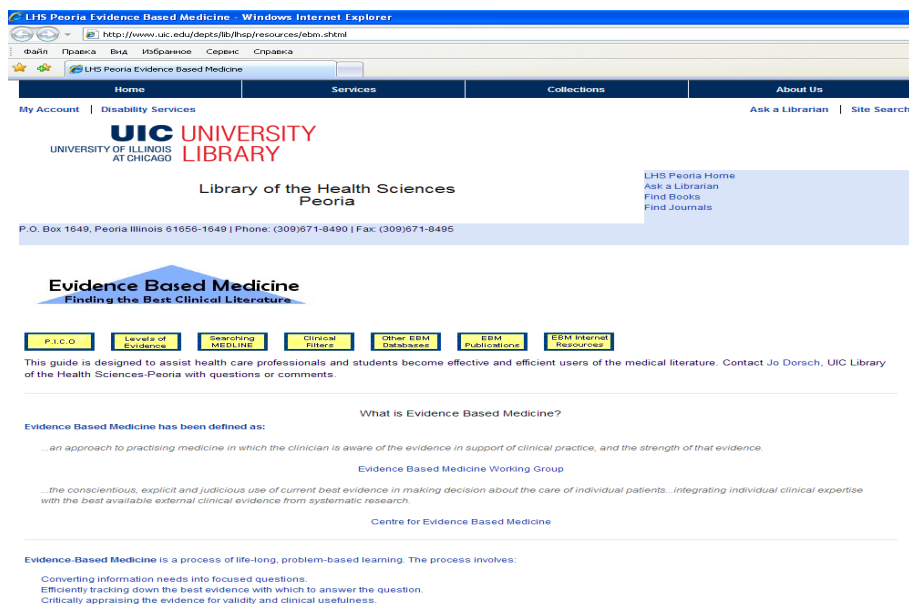 LHS Peoria Evidence Based Medicine - Windows Internet Explorer
http://www.uic.edu/depts/lib/lhsp/resources/ebm.shtml
Файл Правка Вид Избранное Сервис Справка
LHS Peoria Evidence Based Medicine
Home Services Collections About Us
My Account | Disability Services Ask a Librarian | Site Search
UIC UNIVERSITY
UNIVERSITY OF ILLINOIS
AT CHICAGO LIBRARY
Library of the Health Sciences
Peoria
LHS Peoria Home
Ask a Librarian
Find Books
Find Journals
P.O. Box 1649, Peoria Illinois 61656-1649 | Phone: (309)671-8490 | Fax: (309)671-8495
Evidence Based Medicine
Finding the Best Clinical Literature
P.I.C.O
Levels of
Evidence
Searching
MEDLINE
Clinical
Filters
Other EBM
Databases
EBM
Publications
EBM Internet
Resources
This guide is designed to assist health care professionals and students become effective and efficient users of the medical literature. Contact Jo Dorsch, UIC Library
of the Health Sciences-Peoria with questions or comments.
What is Evidence Based Medicine?
Evidence Based Medicine has been defined as:
...an approach to practising medicine in which the clinician is aware of the evidence in support of clinical practice, and the strength of that evidence.
Evidence Based Medicine Working Group
...the conscientious, explicit and judicious use of current best evidence in making decision about the care of individual patients...integrating individual clinical expertise
with the best available external clinical evidence from systematic research.
Centre for Evidence Based Medicine
Evidence-Based Medicine is a process of life-long, problem-based learning. The process involves:
Converting information needs into focused questions.
Efficiently tracking down the best evidence with which to answer the question.
Critically appraising the evidence for validity and clinical usefulness.